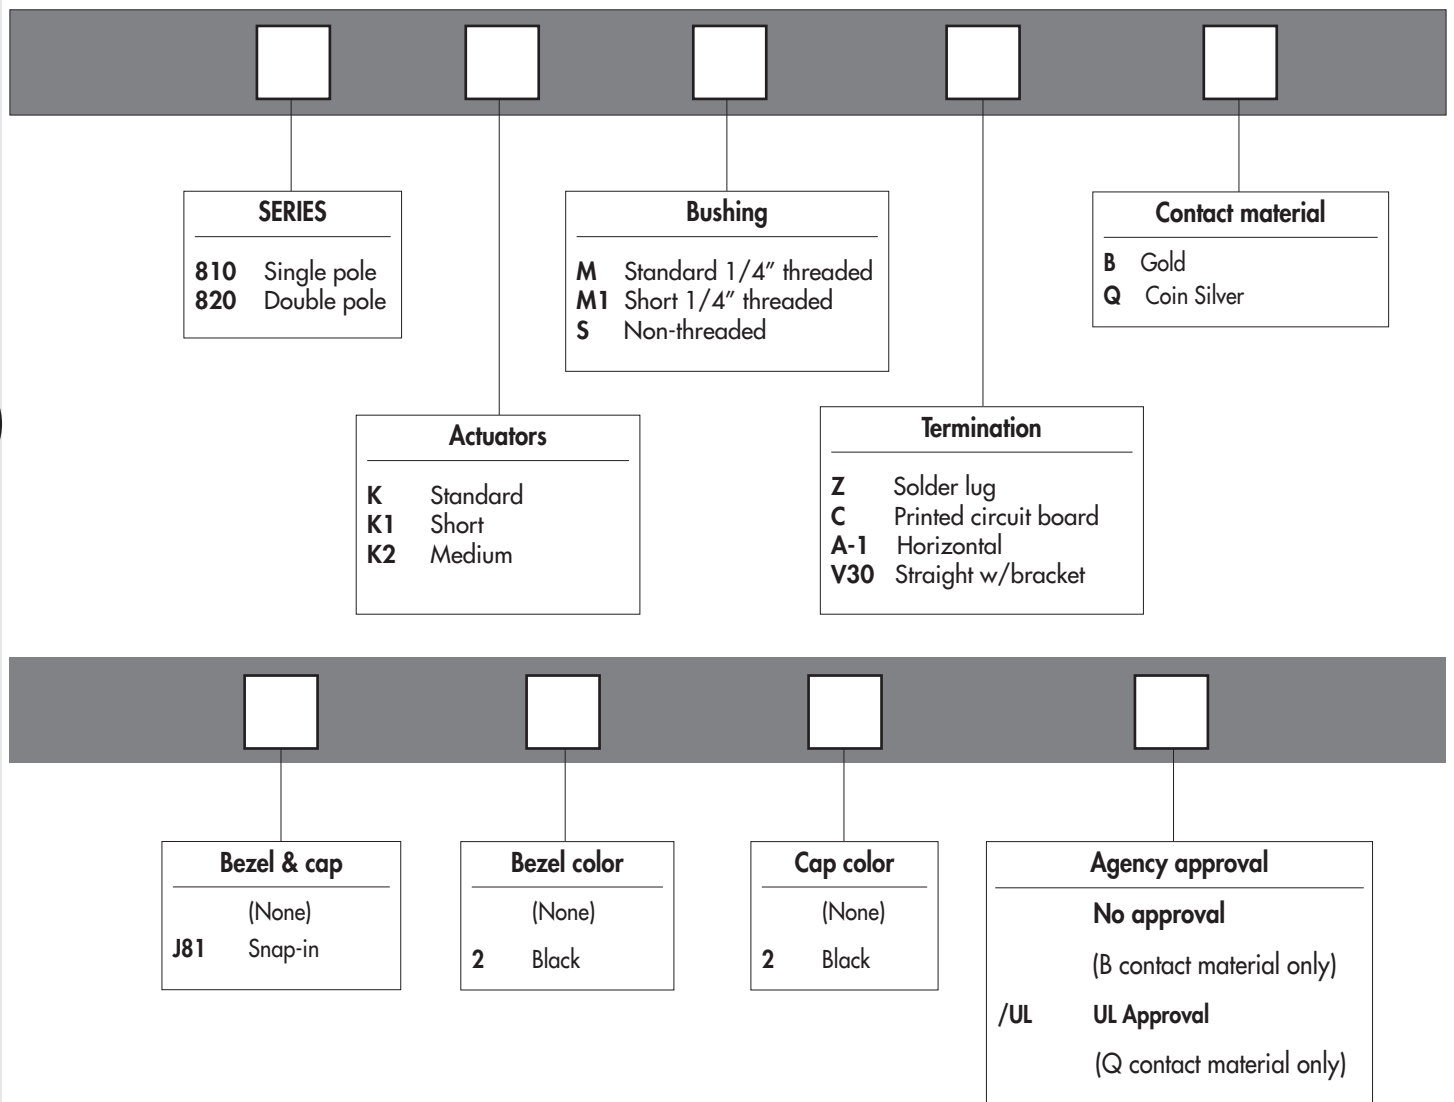 SERIES
810 Single pole
820 Double pole
Actuators
K Standard
K1 Short
K2 Medium
Bushing
M Standard 1/4” threaded
M1 Short 1/4” threaded
S Non-threaded
Termination
Z Solder lug
C Printed circuit board
A-1 Horizontal
V30 Straight w/bracket
Contact material
B Gold
Q Coin Silver
Bezel & cap
(None)
J81 Snap-in
Bezel color
(None)
2 Black
Cap color
(None)
2 Black
Agency approval
No approval
(B contact material only)
/UL UL Approval
(Q contact material only)